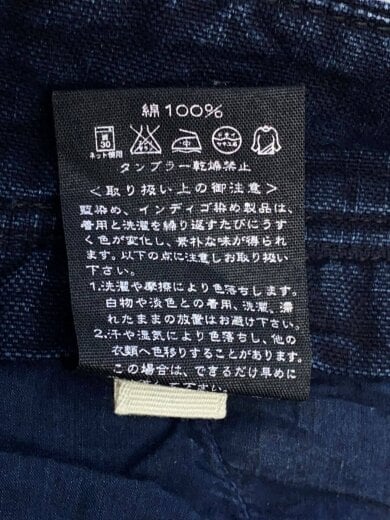 綿100%
弱
30
ネット使用
タンブラー乾燥禁止
<取り扱い上の御注意>
藍染め、インディゴ染め製品は、
着用と洗濯を繰り返すたびにうす
く色が変化し、素朴な味が得られ
ます。以下の点に注意しお取り扱い
下さい。
1.洗濯や摩擦により色落ちします。
白物や淡色との着用、洗濯、濡
れたままの放置はお避け下さい。
2.汗や湿気により色落ちし、他の
衣類へ色移りすることがあります。
この場合は、できるだけ早めに